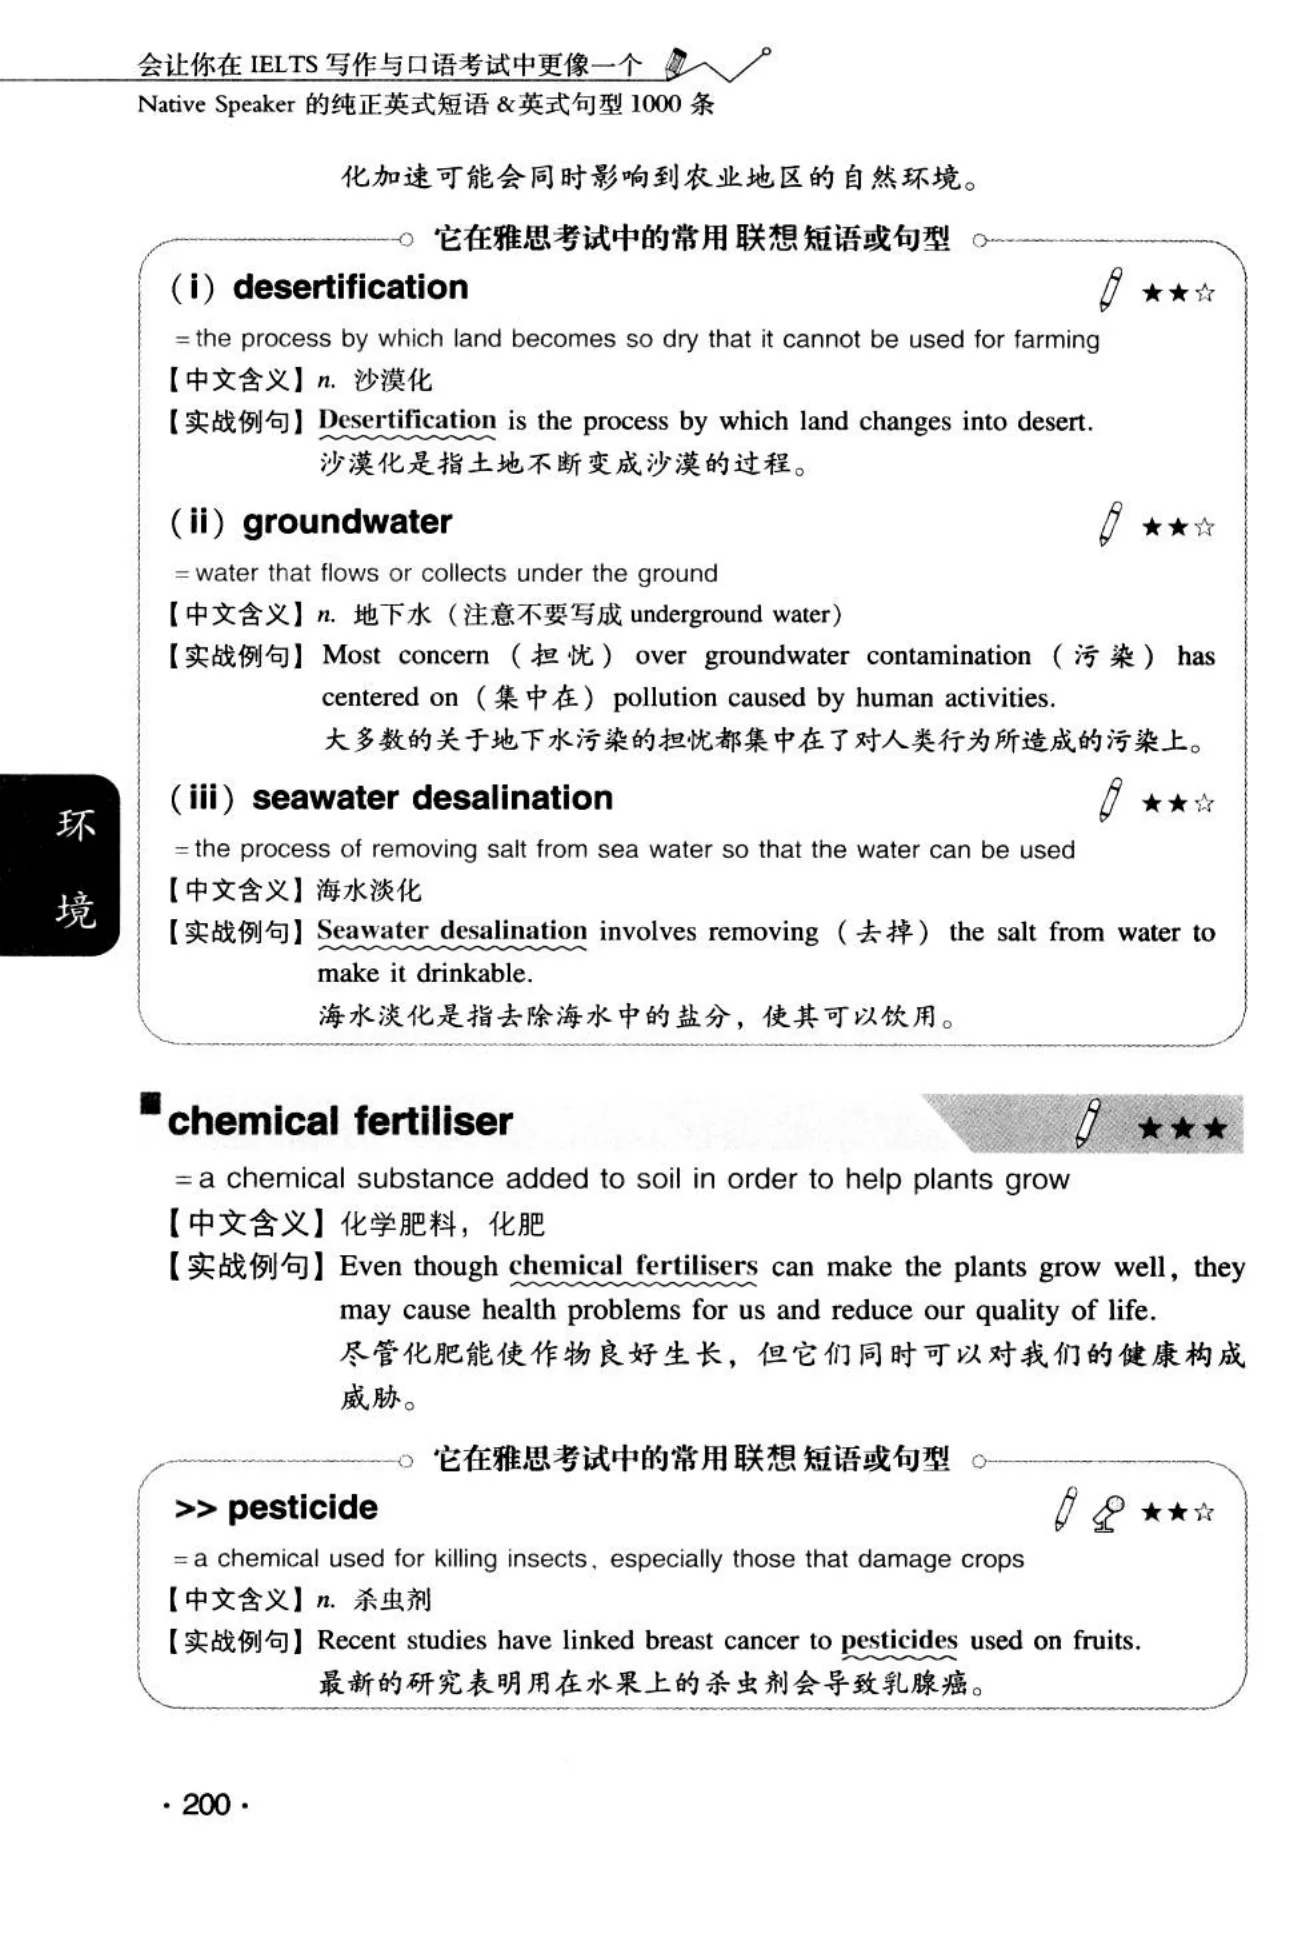 会让你在 IELTS 写作与口语考试中更像一个
Native Speaker 的纯正英式短语 &英式句型 1000 条
化加速可能会同时影响到农业地区的自然环境。
它在雅思考试中的常用 联想 短语或句型
(i) desertification ★★☆
=the process by which land becomes so dry that it cannot be used for farming
【中文含义】n. 沙漠化
【实战例句】Desertification is the process by which land changes into desert.
沙漠化是指土地不断变成沙漠的过程。
(ii) groundwater ★★☆
=water that flows or collects under the ground
【中文含义】n. 地下水（注意不要写成 underground water）
【实战例句】Most concern（担忧）over groundwater contamination（污染）has
centered on（集中在）pollution caused by human activities.
大多数的关于地下水污染的担忧都集中在了对人类行为所造成的污染上。
(iii) seawater desalination ★★☆
=the process of removing salt from sea water so that the water can be used
【中文含义】海水淡化
【实战例句】Seawater desalination involves removing（去掉）the salt from water to
make it drinkable.
海水淡化是指去除海水中的盐分，使其可以饮用。
环
境
■chemical fertiliser ★★★
=a chemical substance added to soil in order to help plants grow
【中文含义】化学肥料，化肥
【实战例句】Even though chemical fertilisers can make the plants grow well, they
may cause health problems for us and reduce our quality of life.
尽管化肥能使作物良好生长，但它们同时可以对我们的健康构成
威胁。
它在雅思考试中的常用 联想 短语或句型
>> pesticide ★★☆
=a chemical used for killing insects, especially those that damage crops
【中文含义】n. 杀虫剂
【实战例句】Recent studies have linked breast cancer to pesticides used on fruits.
最新的研究表明用在水果上的杀虫剂会导致乳腺癌。
· 200 ·